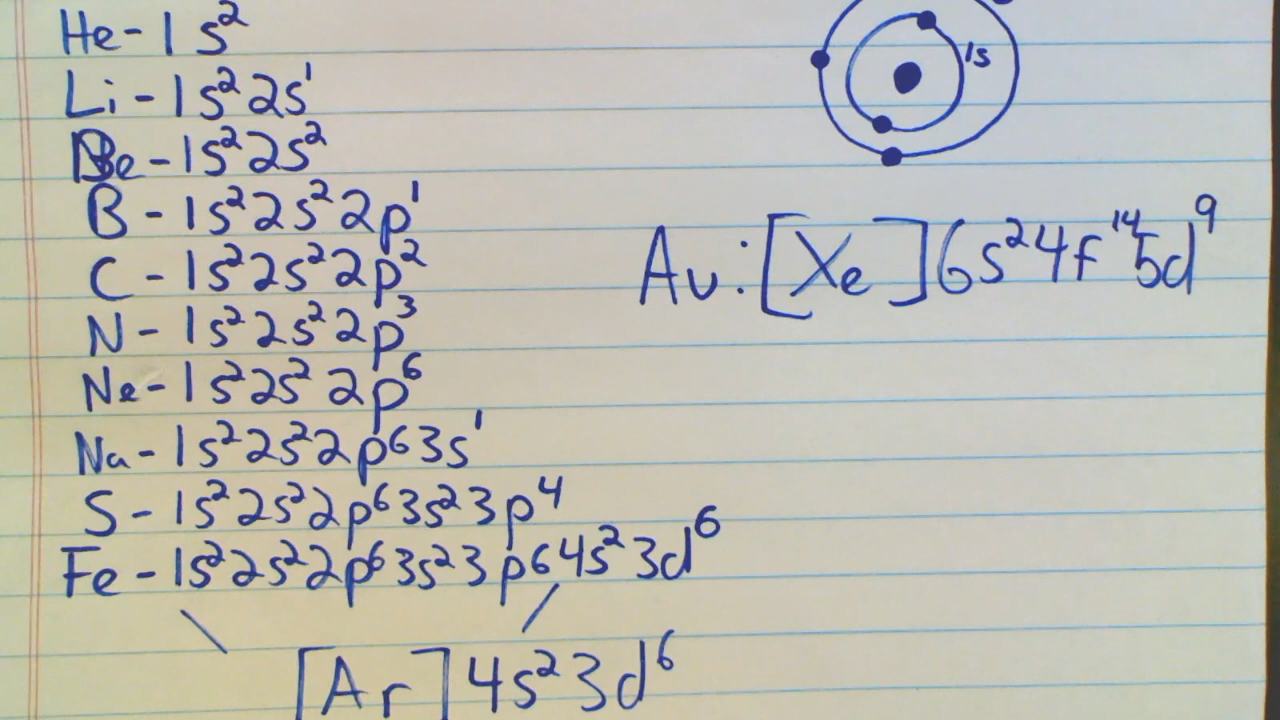 He - 1s²
Li - 1s²2s¹
Be - 1s²2s²
B - 1s²2s²2p¹
C - 1s²2s²2p²
N - 1s²2s²2p³
Ne - 1s²2s²2p⁶
Na - 1s²2s²2p⁶3s¹
S - 1s²2s²2p⁶3s²3p⁴
Fe - 1s²2s²2p⁶3s²3p⁶4s²3d⁶
[Ar]4s²3d⁶
1s
Au: [Xe]6s²4f¹⁴5d⁹